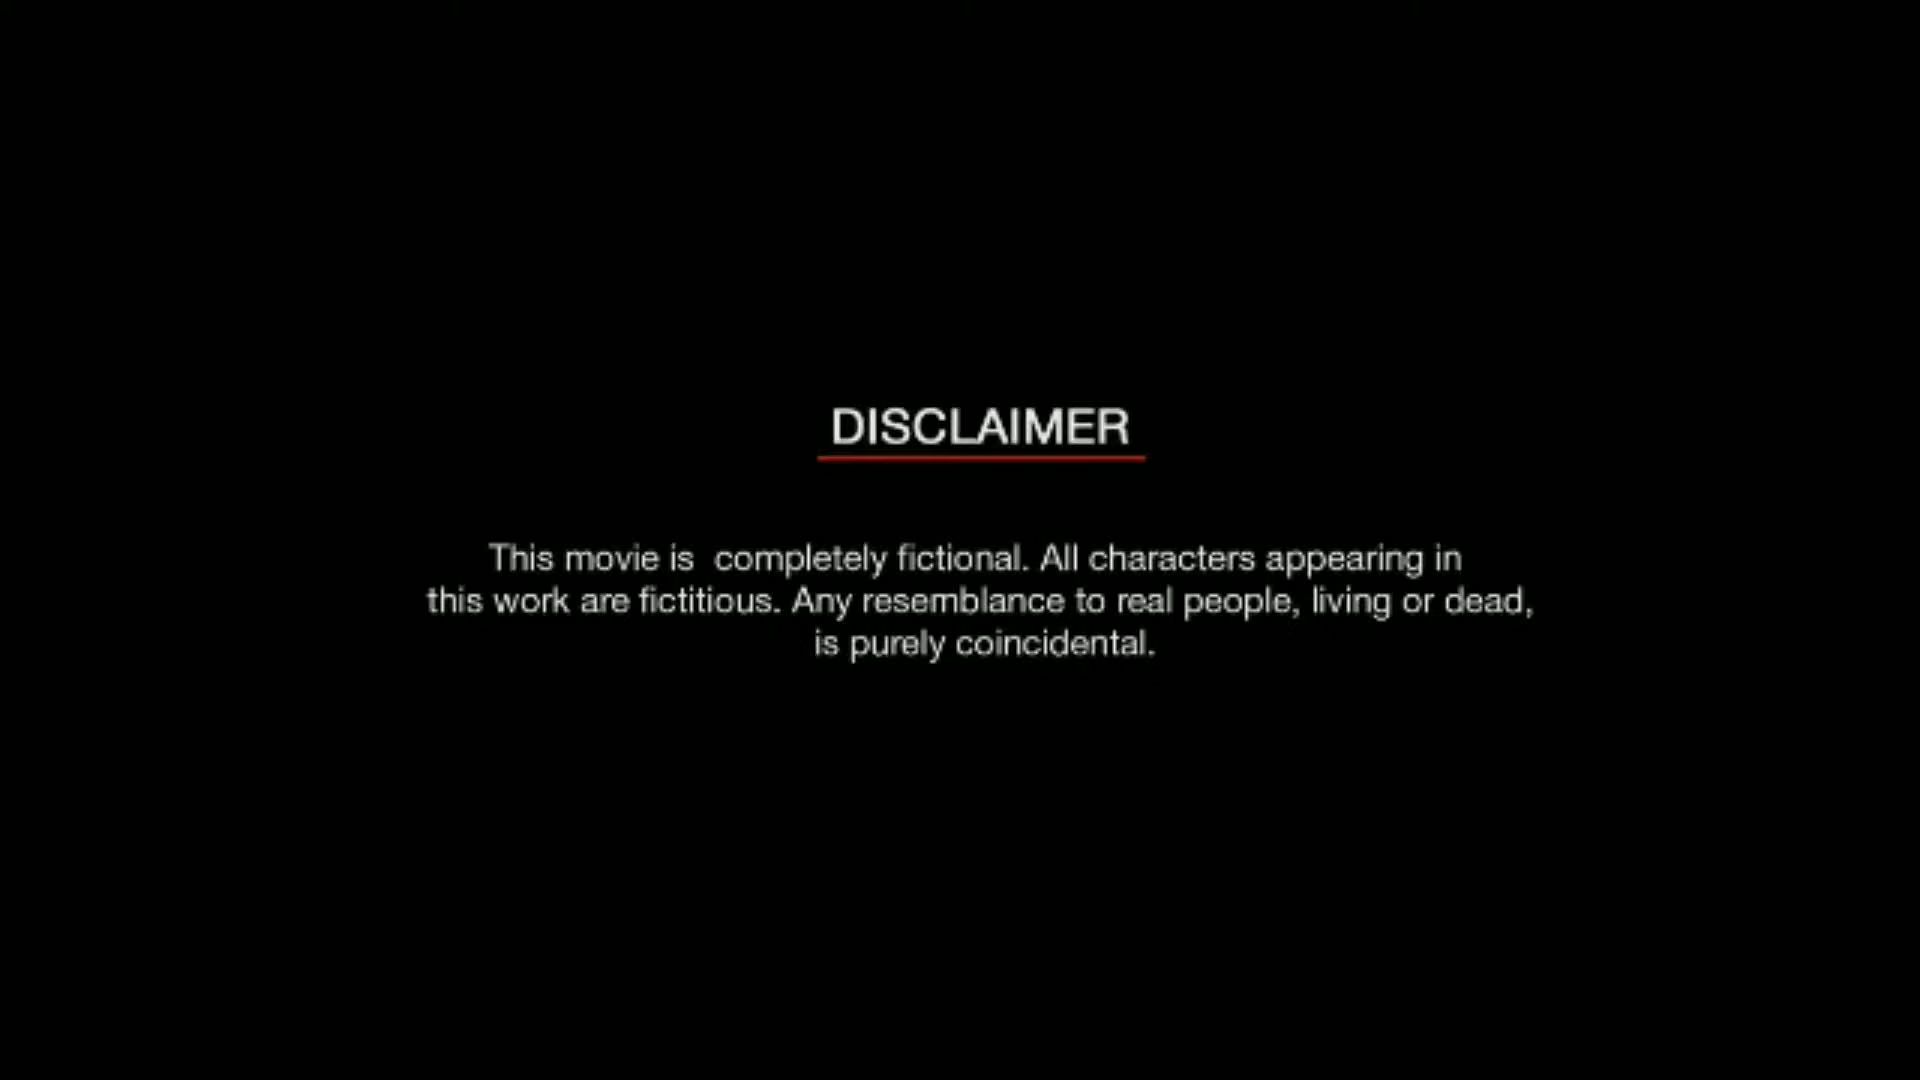 DISCLAIMER
This movie is  completely fictional. All characters appearing in
this work are fictitious. Any resemblance to real people, living or dead,
is purely coincidental.